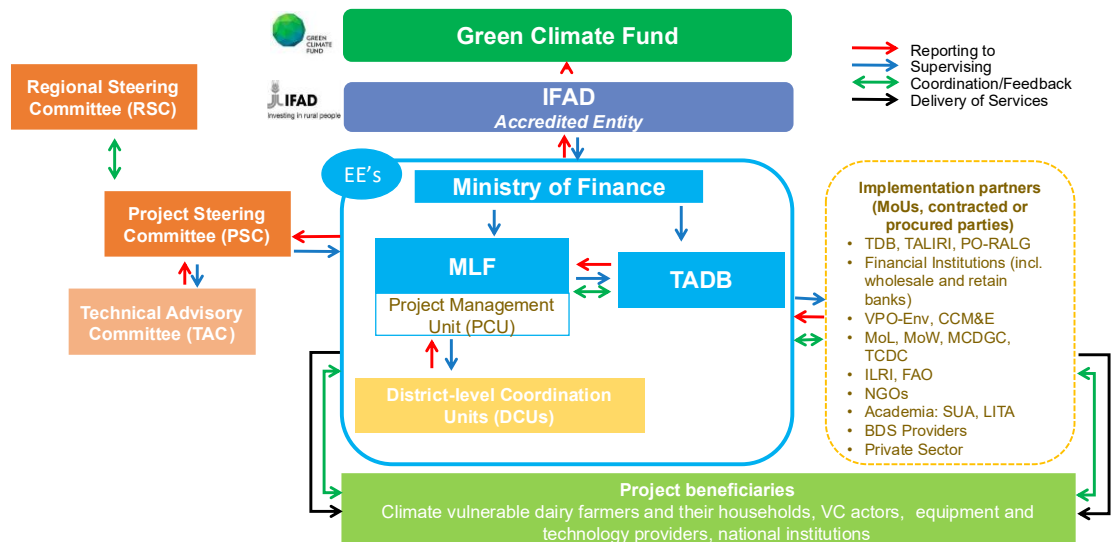 GREEN
CLIMATE
FUND
Green Climate Fund
Reporting to
Supervising
Coordination/Feedback
Delivery of Services
IFAD
Investing in rural people
IFAD
Accredited Entity
Regional Steering
Committee (RSC)
Project Steering
Committee (PSC)
Technical Advisory
Committee (TAC)
EE's
Ministry of Finance
MLF
Project Management
Unit (PCU)
TADB
District-level Coordination
Units (DCUs)
Implementation partners
(MoUs, contracted or
procured parties)
• TDB, TALIRI, PO-RALG
• Financial Institutions (incl.
wholesale and retain
banks)
• VPO-Env, CCM&E
• MoL, MoW, MCDGC,
TCDC
• ILRI, FAO
• NGOs
• Academia: SUA, LITA
• BDS Providers
• Private Sector
Project beneficiaries
Climate vulnerable dairy farmers and their households, VC actors, equipment and
technology providers, national institutions